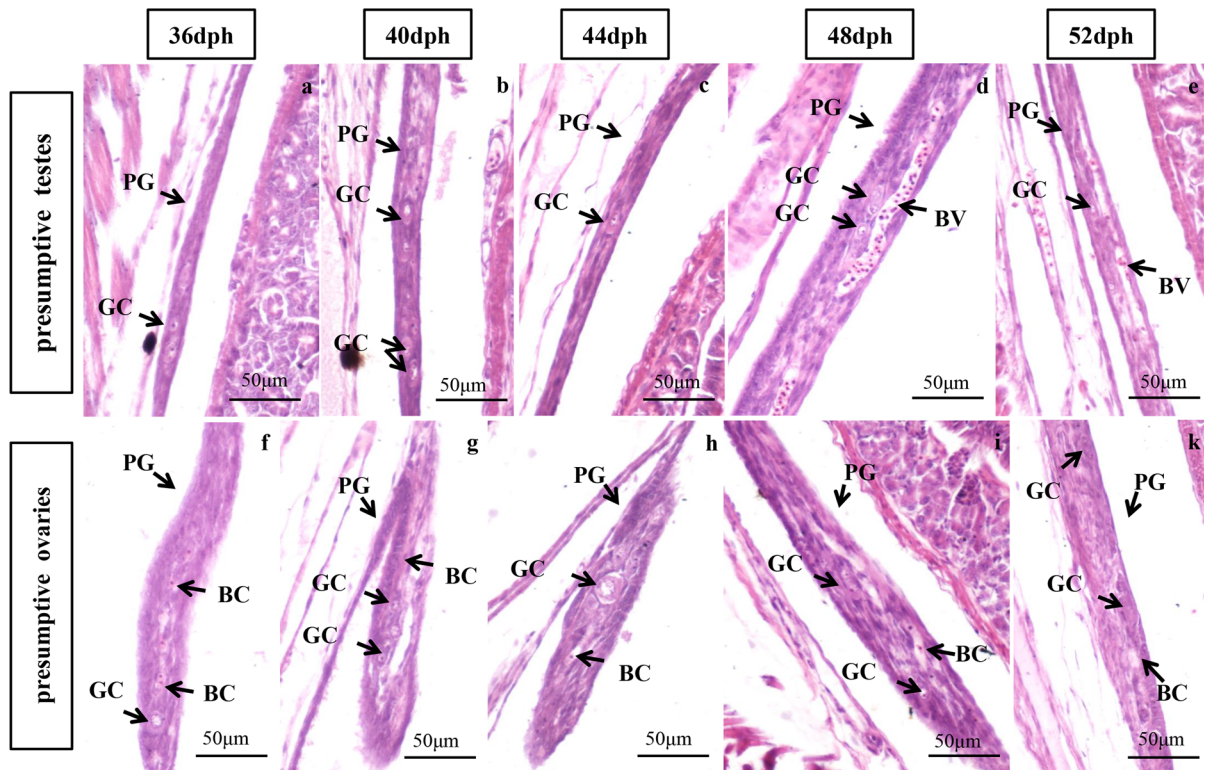 36dph
40dph
44dph
48dph
52dph
presumptive testes
a
PG
GC
50μm
b
PG
GC
GC
50μm
c
PG
GC
50μm
d
PG
GC
GC
BV
50μm
e
PG
GC
BV
50μm
presumptive ovaries
f
PG
BC
GC
BC
50μm
g
PG
BC
GC
GC
50μm
h
PG
GC
BC
50μm
i
PG
GC
BC
GC
50μm
k
GC
PG
GC
BC
50μm